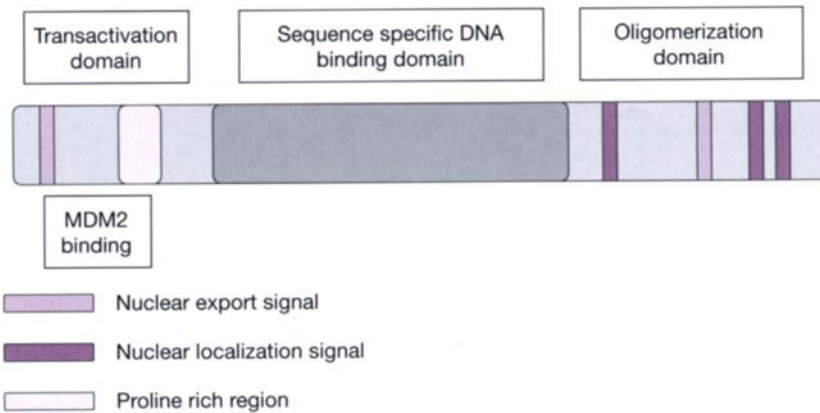 Transactivation
domain
Sequence specific DNA
binding domain
Oligomerization
domain
MDM2
binding
Nuclear export signal
Nuclear localization signal
Proline rich region